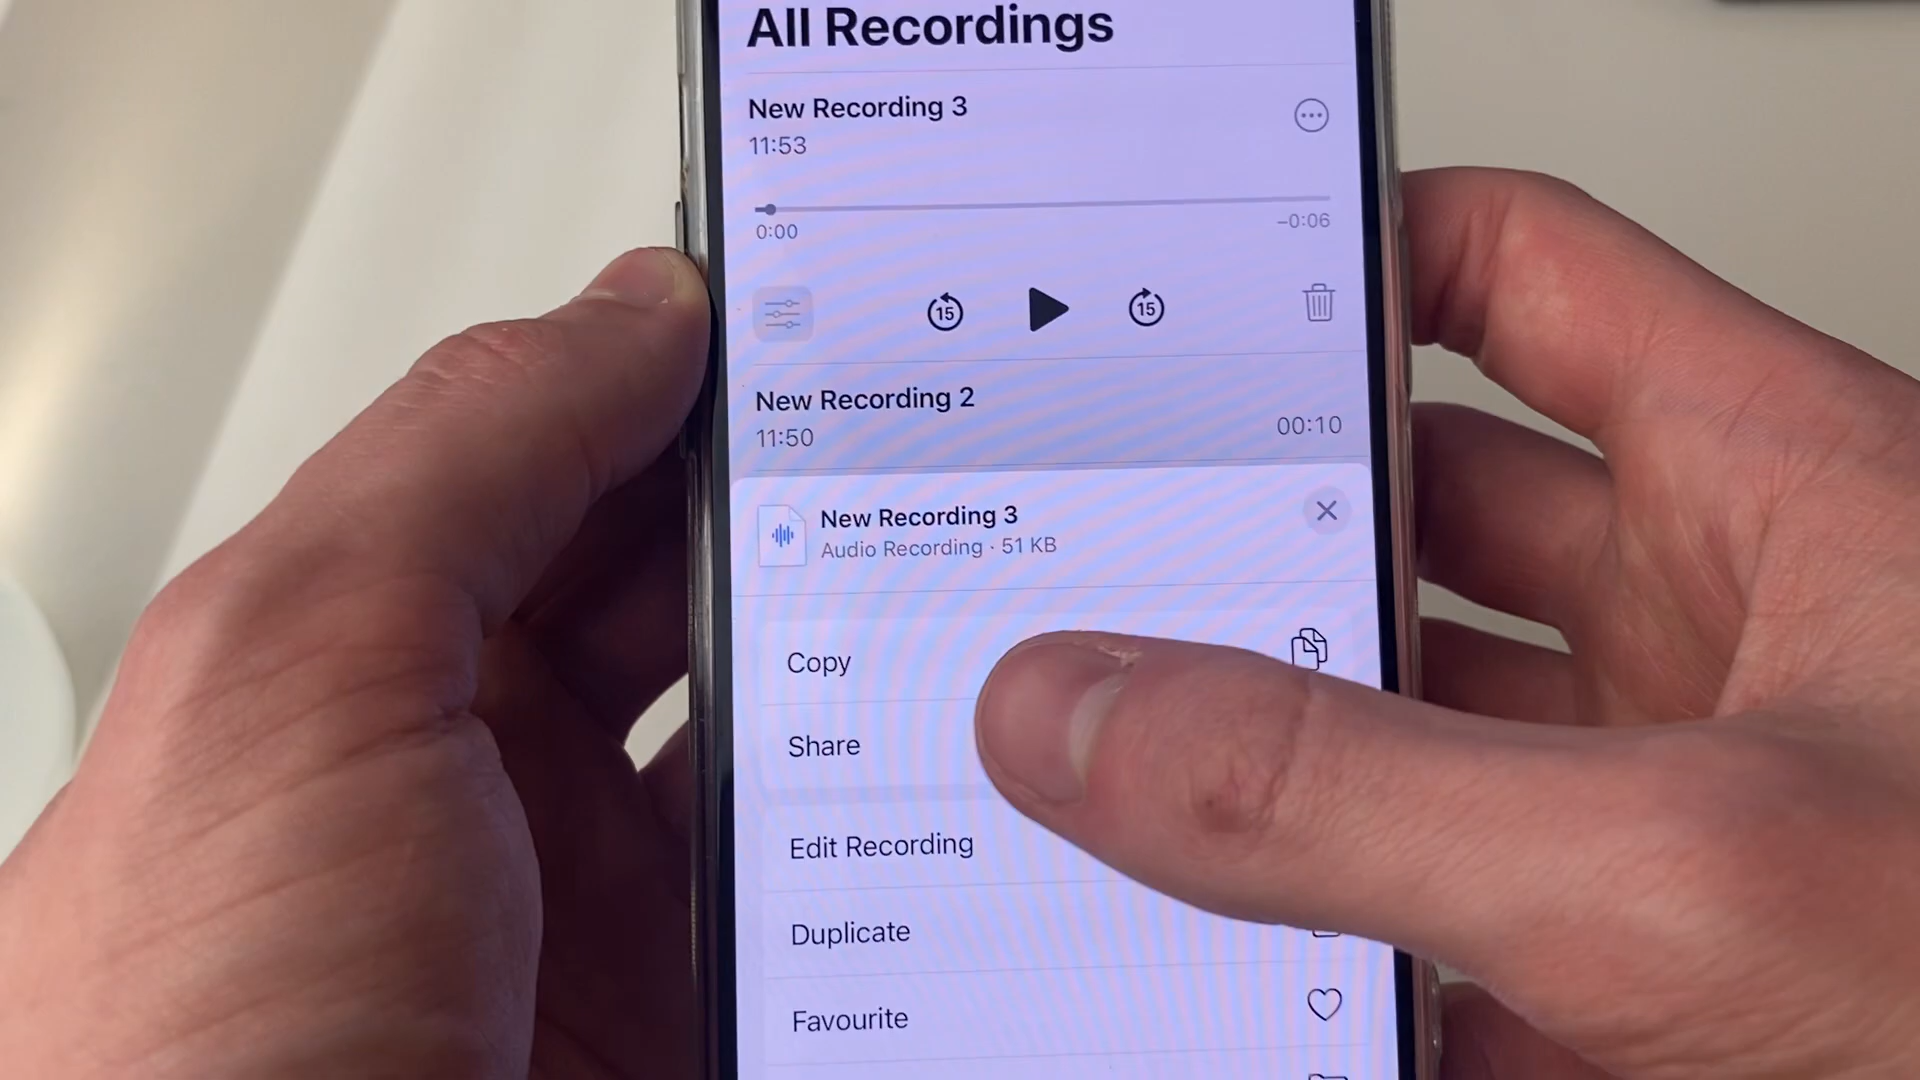 All Recordings
New Recording 3
11:53
0:00
−0:06
15
15
New Recording 2
11:50
00:10
New Recording 3
Audio Recording · 51 KB
Copy
Share
Edit Recording
Duplicate
Favourite